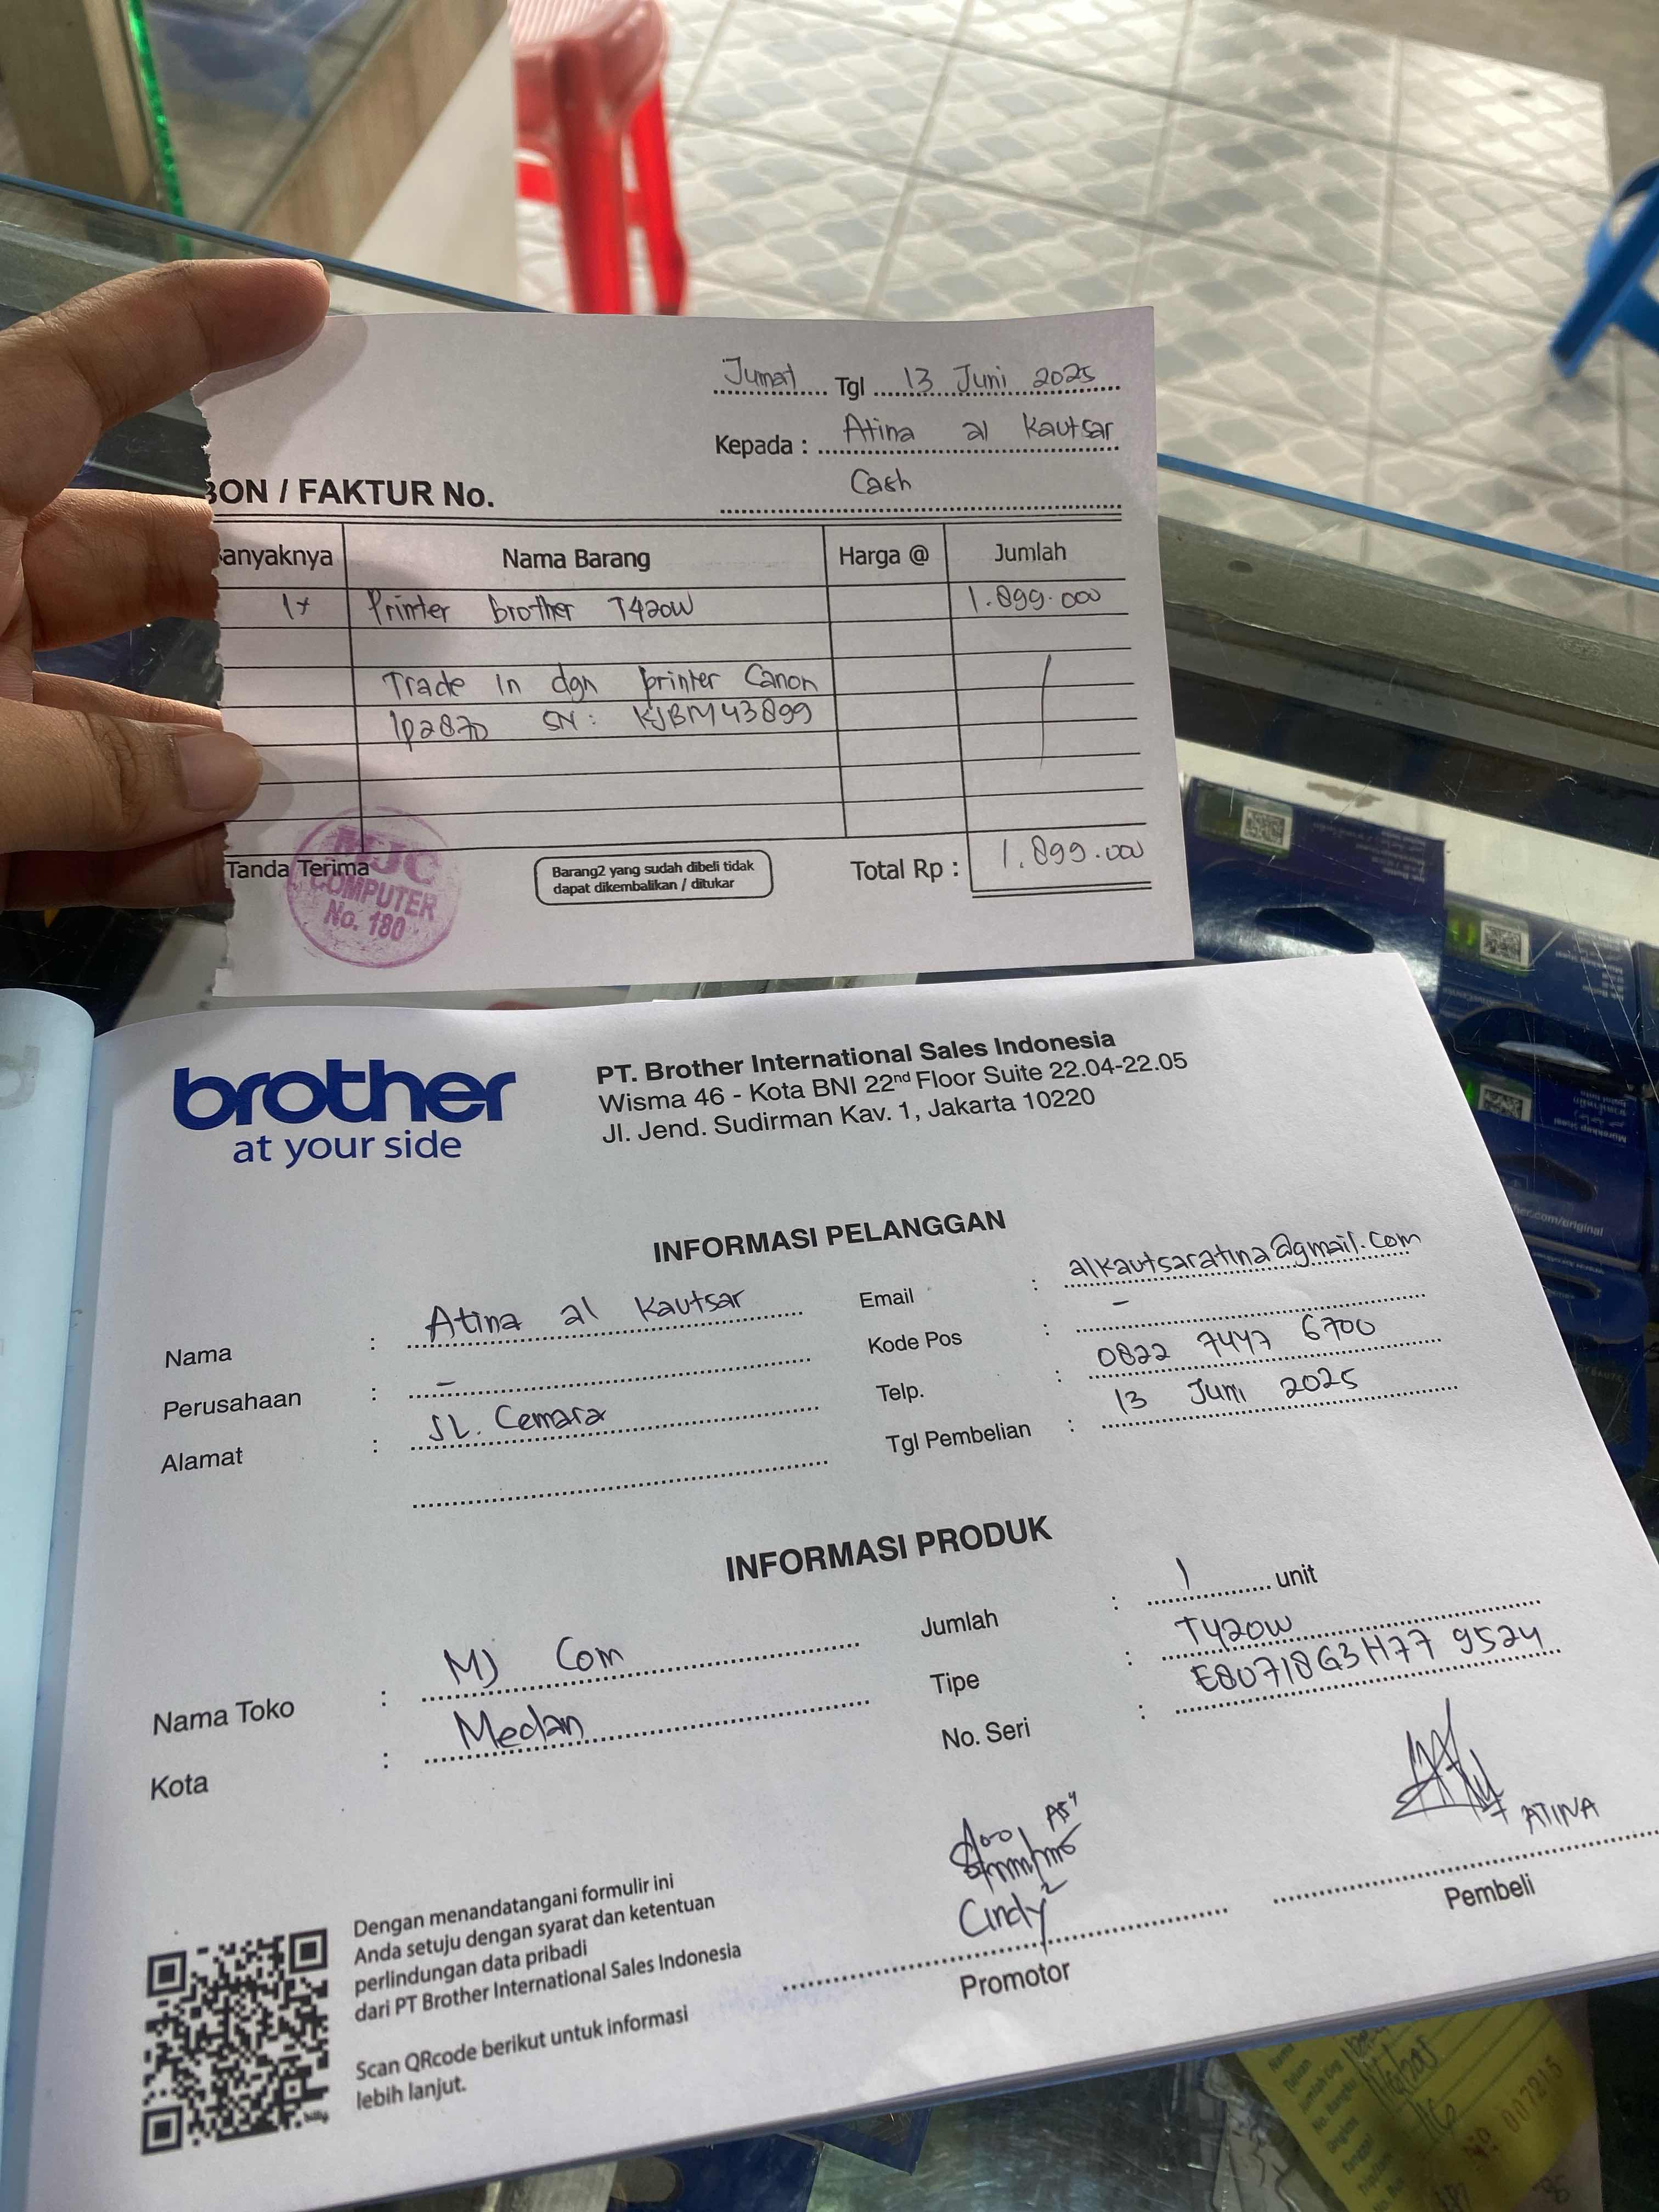 Jumat Tgl 13 Juni 2025
Kepada : Atina al Kautsar
Cash
BON / FAKTUR No.
anyaknya Nama Barang Harga @ Jumlah
1x Printer brother T420W 1.899.000
Trade in dgn printer Canon
ip2870 SN: KJBM43899
Tanda Terima
MJC
COMPUTER
No. 180
Barang2 yang sudah dibeli tidak
dapat dikembalikan / ditukar
Total Rp : 1.899.000
brother
at your side
PT. Brother International Sales Indonesia
Wisma 46 - Kota BNI 22nd Floor Suite 22.04-22.05
Jl. Jend. Sudirman Kav. 1, Jakarta 10220
INFORMASI PELANGGAN
Nama : Atina al Kautsar
Perusahaan : -
Alamat : JL. Cemara
Email : alkautsaratina@gmail.com
Kode Pos : -
Telp. : 0822 7447 6700
Tgl Pembelian : 13 Juni 2025
INFORMASI PRODUK
Nama Toko : MJ Com
Kota : Medan
Jumlah : 1 unit
Tipe : T420W
No. Seri : E80718G3H77 9524
Cindy
Promotor
ATINA
Pembeli
Dengan menandatangani formulir ini
Anda setuju dengan syarat dan ketentuan
perlindungan data pribadi
dari PT Brother International Sales Indonesia
Scan QRcode berikut untuk informasi
lebih lanjut.
007215